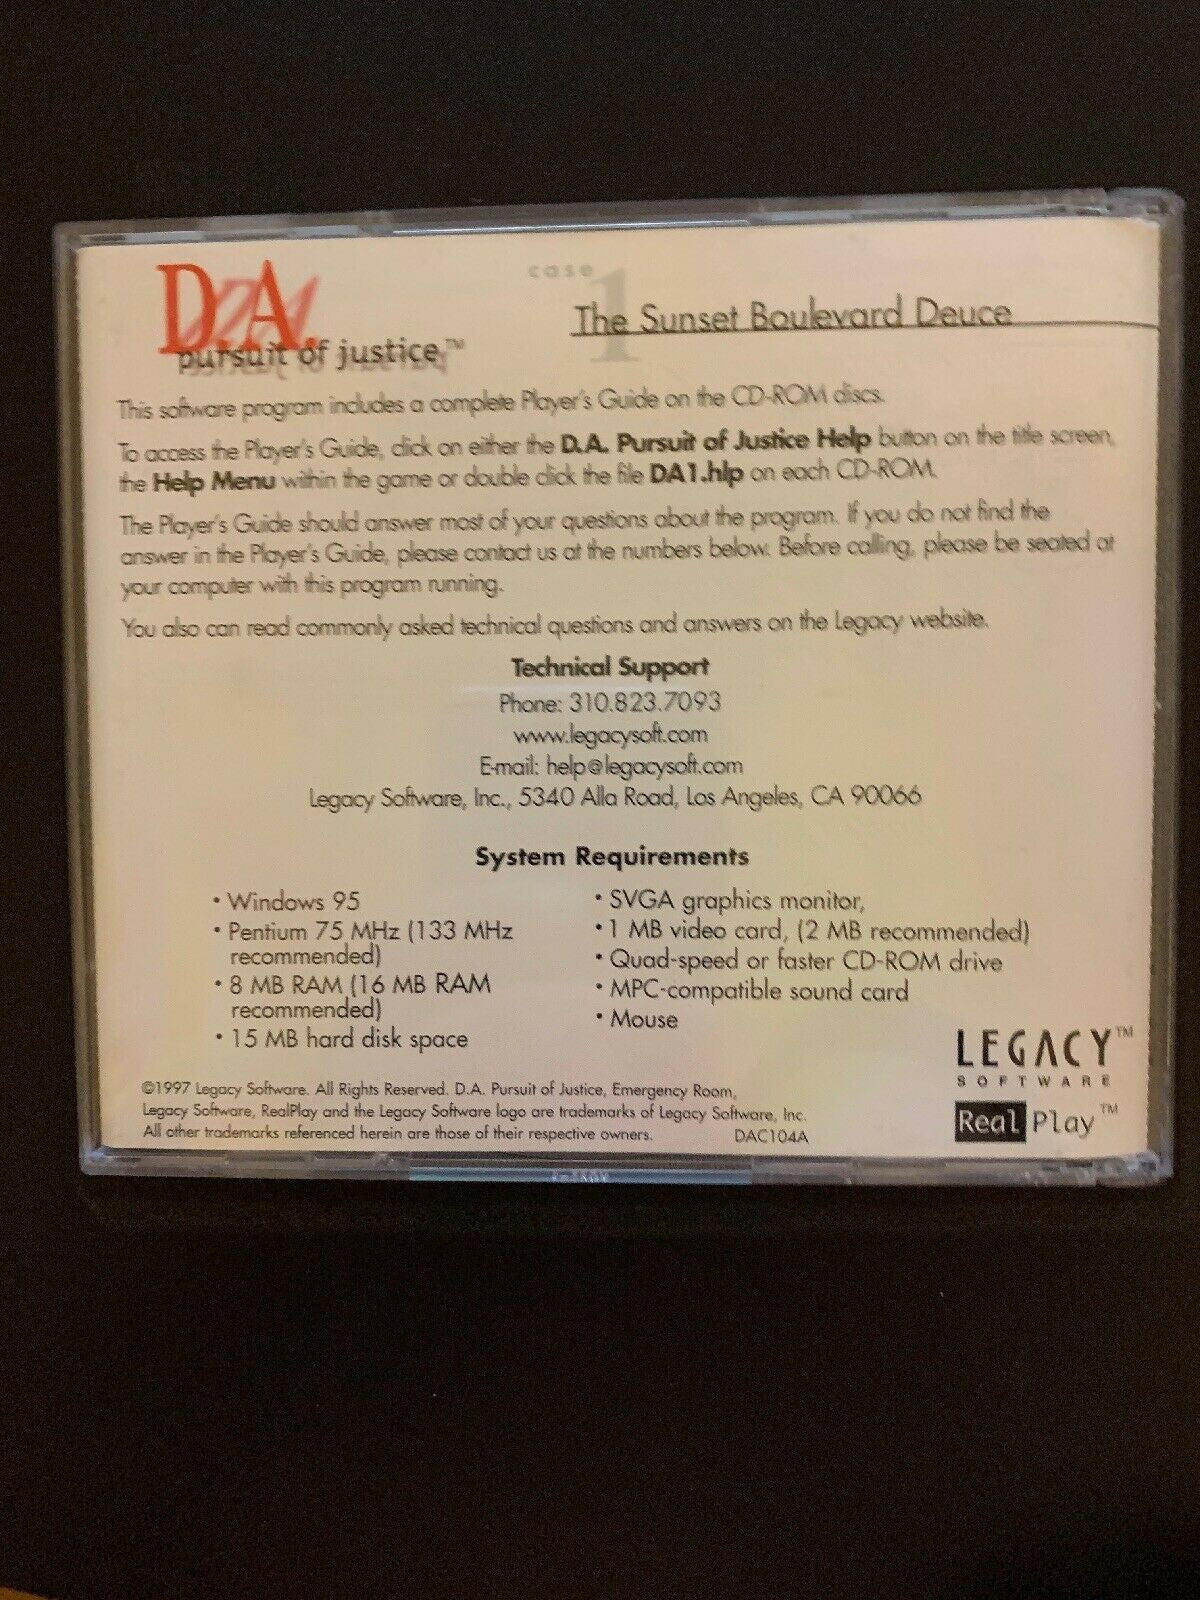 D.A.
pursuit of justice™
case
1
The Sunset Boulevard Deuce
This software program includes a complete Player's Guide on the CD-ROM discs.
To access the Player's Guide, click on either the D.A. Pursuit of Justice Help button on the title screen,
the Help Menu within the game or double click the file DA1.hlp on each CD-ROM.
The Player's Guide should answer most of your questions about the program. If you do not find the
answer in the Player's Guide, please contact us at the numbers below. Before calling, please be seated at
your computer with this program running.
You also can read commonly asked technical questions and answers on the Legacy website.
Technical Support
Phone: 310.823.7093
www.legacysoft.com
E-mail: help@legacysoft.com
Legacy Software, Inc., 5340 Alla Road, Los Angeles, CA 90066
System Requirements
• Windows 95
• Pentium 75 MHz (133 MHz
recommended)
• 8 MB RAM (16 MB RAM
recommended)
• 15 MB hard disk space
• SVGA graphics monitor,
• 1 MB video card, (2 MB recommended)
• Quad-speed or faster CD-ROM drive
• MPC-compatible sound card
• Mouse
©1997 Legacy Software. All Rights Reserved. D.A. Pursuit of Justice, Emergency Room,
Legacy Software, RealPlay and the Legacy Software logo are trademarks of Legacy Software, Inc.
All other trademarks referenced herein are those of their respective owners.
DAC104A
LEGACY™
SOFTWARE
Real Play™